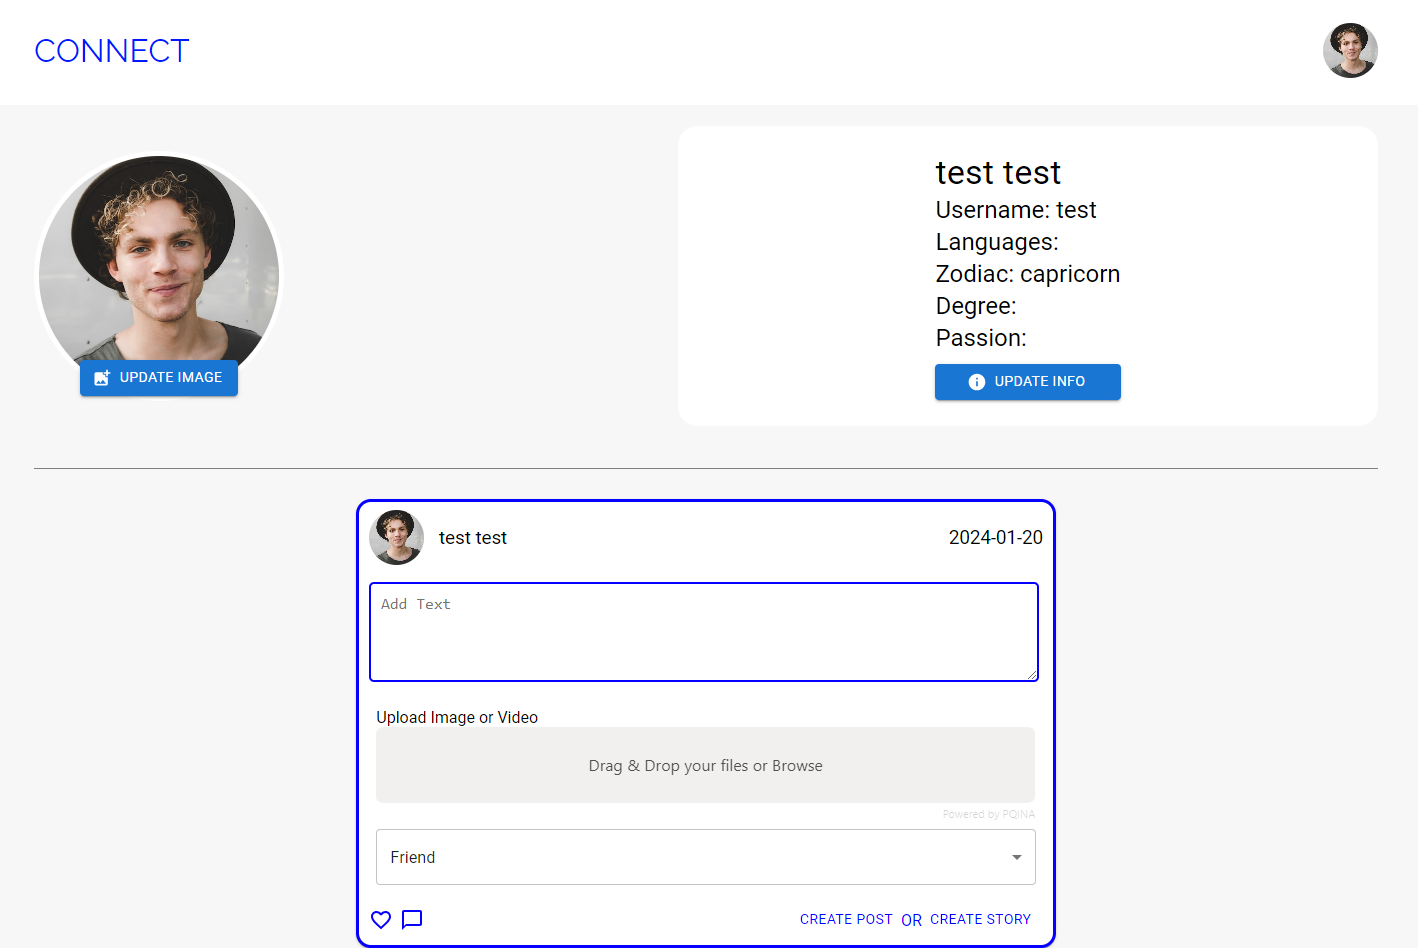 CONNECT
test test
Username: test
Languages:
Zodiac: capricorn
Degree:
Passion:
UPDATE IMAGE
UPDATE INFO
test test
2024-01-20
Add Text
Upload Image or Video
Drag & Drop your files or Browse
Powered by PQINA
Friend
CREATE POST OR CREATE STORY